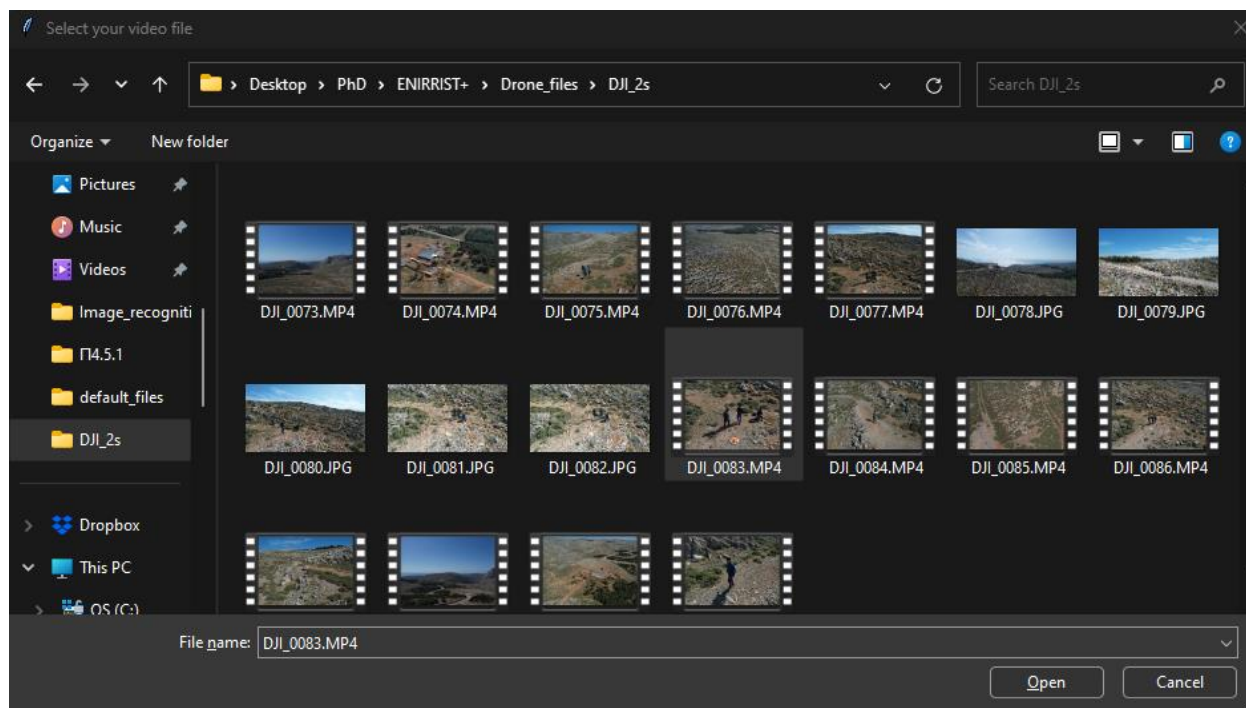 Select your video file
Desktop > PhD > ENIRRIST+ > Drone_files > DJI_2s
Search DJI_2s
Organize
New folder
Pictures
Music
Videos
Image_recogniti
Π4.5.1
default_files
DJI_2s
Dropbox
This PC
OS (C:)
DJI_0073.MP4
DJI_0074.MP4
DJI_0075.MP4
DJI_0076.MP4
DJI_0077.MP4
DJI_0078.JPG
DJI_0079.JPG
DJI_0080.JPG
DJI_0081.JPG
DJI_0082.JPG
DJI_0083.MP4
DJI_0084.MP4
DJI_0085.MP4
DJI_0086.MP4
File name: DJI_0083.MP4
Open
Cancel